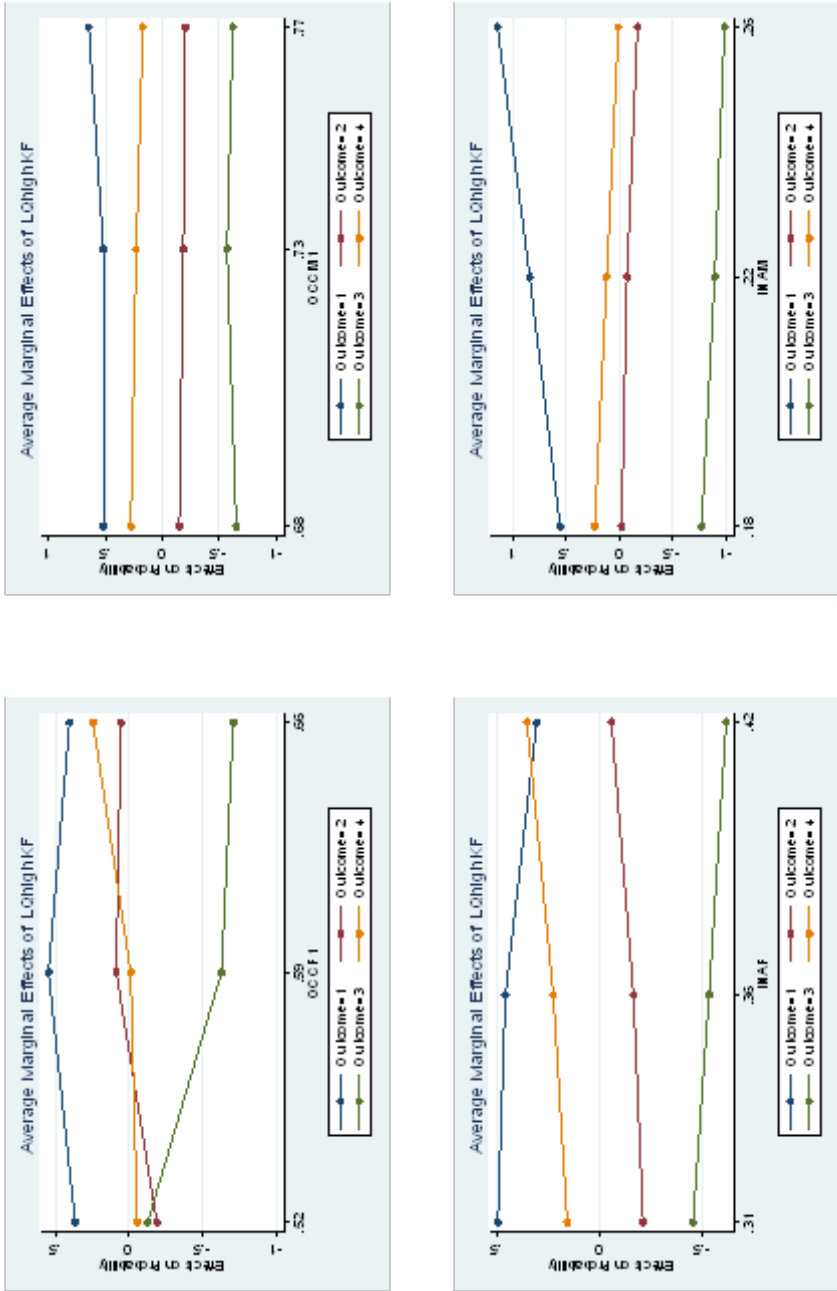 Average Marginal Effects of LQhighKF
Effects on Probability
.5
0
-.5
-1
.52
.59
.66
OCCF1
Outcome=1
Outcome=2
Outcome=3
Outcome=4
Average Marginal Effects of LQhighKF
Effects on Probability
1
.5
0
-.5
-1
.68
.73
.77
OCCM1
Outcome=1
Outcome=2
Outcome=3
Outcome=4
Average Marginal Effects of LQhighKF
Effects on Probability
.5
0
-.5
.31
.36
.42
INAF
Outcome=1
Outcome=2
Outcome=3
Outcome=4
Average Marginal Effects of LQhighKF
Effects on Probability
1
.5
0
-.5
-1
.18
.22
.26
INAM
Outcome=1
Outcome=2
Outcome=3
Outcome=4